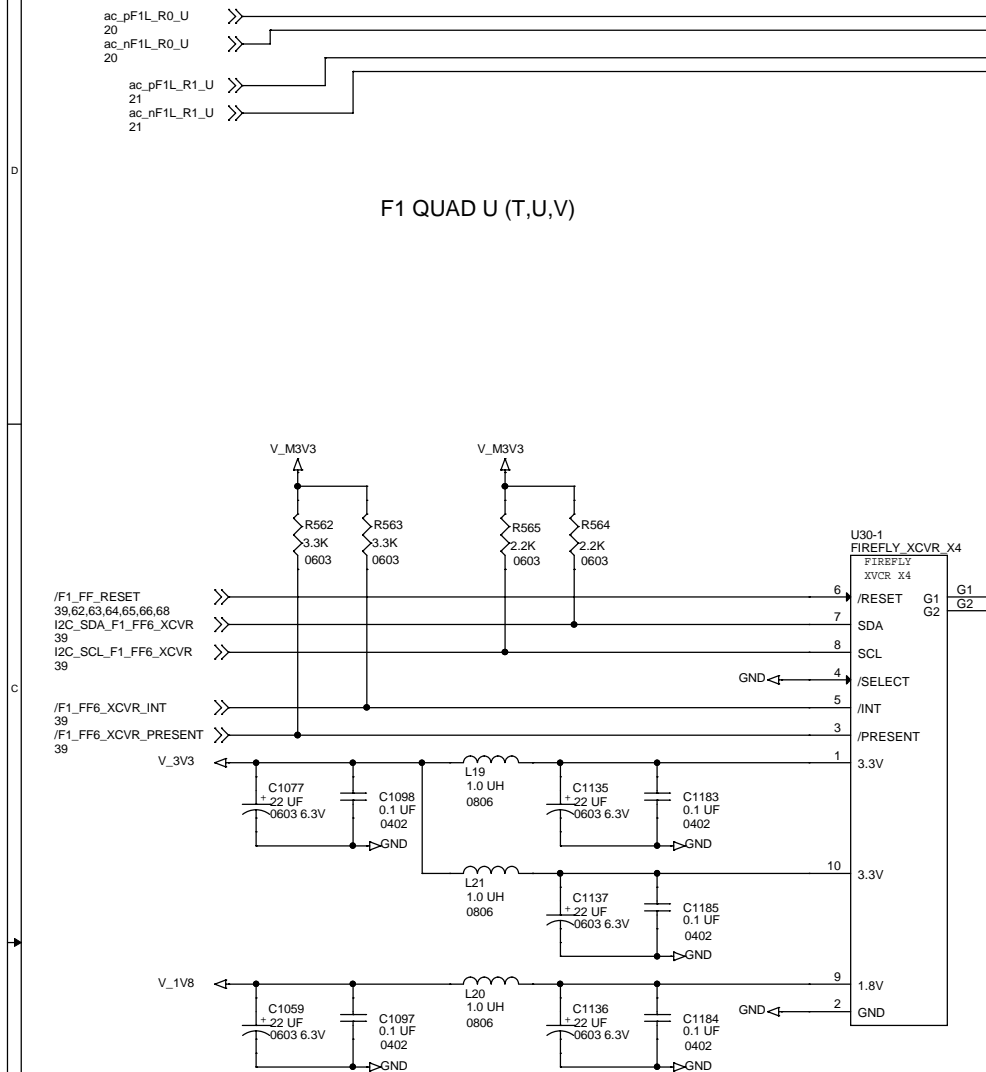 ac_pF1L_R0_U
20
ac_nF1L_R0_U
20
ac_pF1L_R1_U
21
ac_nF1L_R1_U
21
D
F1 QUAD U (T,U,V)
V_M3V3
V_M3V3
R562
3.3K
0603
R563
3.3K
0603
R565
2.2K
0603
R564
2.2K
0603
U30-1
FIREFLY_XCVR_X4
FIREFLY
XVCR X4
/F1_FF_RESET
39,62,63,64,65,66,68
I2C_SDA_F1_FF6_XCVR
39
I2C_SCL_F1_FF6_XCVR
39
6 /RESET
G1 G1
G2 G2
7 SDA
8 SCL
C
GND
4 /SELECT
/F1_FF6_XCVR_INT
39
5 /INT
/F1_FF6_XCVR_PRESENT
39
3 /PRESENT
V_3V3
1 3.3V
C1077
+ 22 UF
0603 6.3V
C1098
0.1 UF
0402
GND
L19
1.0 UH
0806
C1135
+ 22 UF
0603 6.3V
C1183
0.1 UF
0402
GND
10 3.3V
L21
1.0 UH
0806
C1137
+ 22 UF
0603 6.3V
C1185
0.1 UF
0402
GND
V_1V8
9 1.8V
C1059
+ 22 UF
0603 6.3V
C1097
0.1 UF
0402
GND
L20
1.0 UH
0806
C1136
+ 22 UF
0603 6.3V
C1184
0.1 UF
0402
GND
GND
2 GND